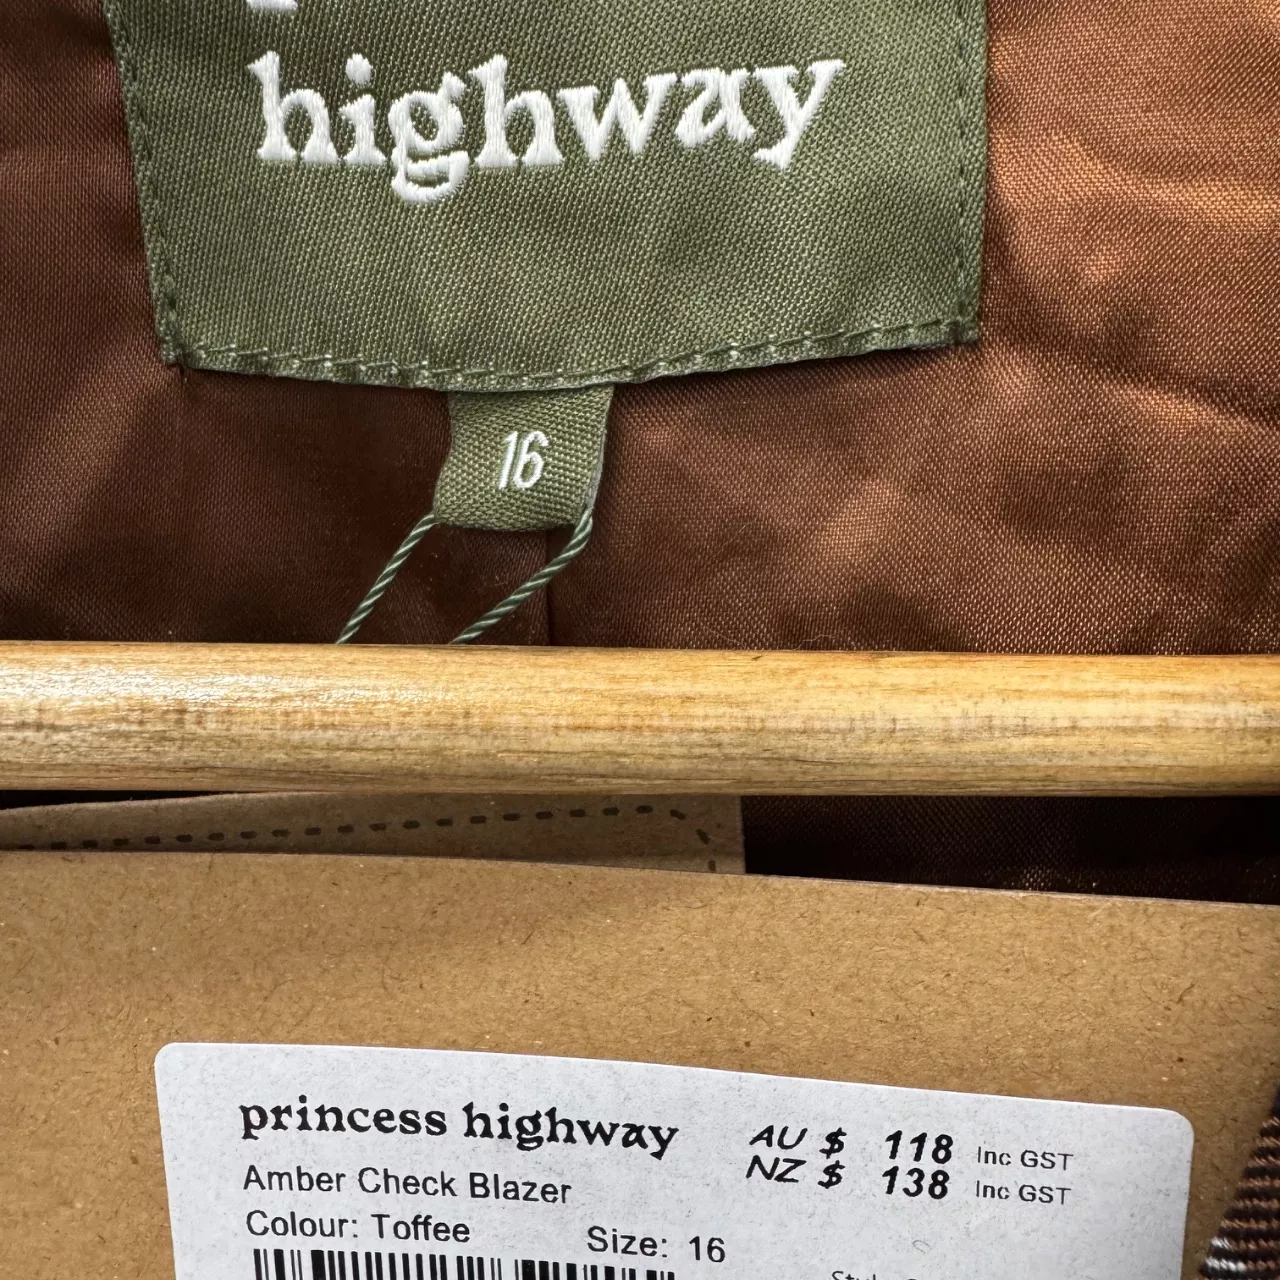 highway
16
princess highway
AU $ 118 Inc GST
NZ $ 138 Inc GST
Amber Check Blazer
Colour: Toffee
Size: 16